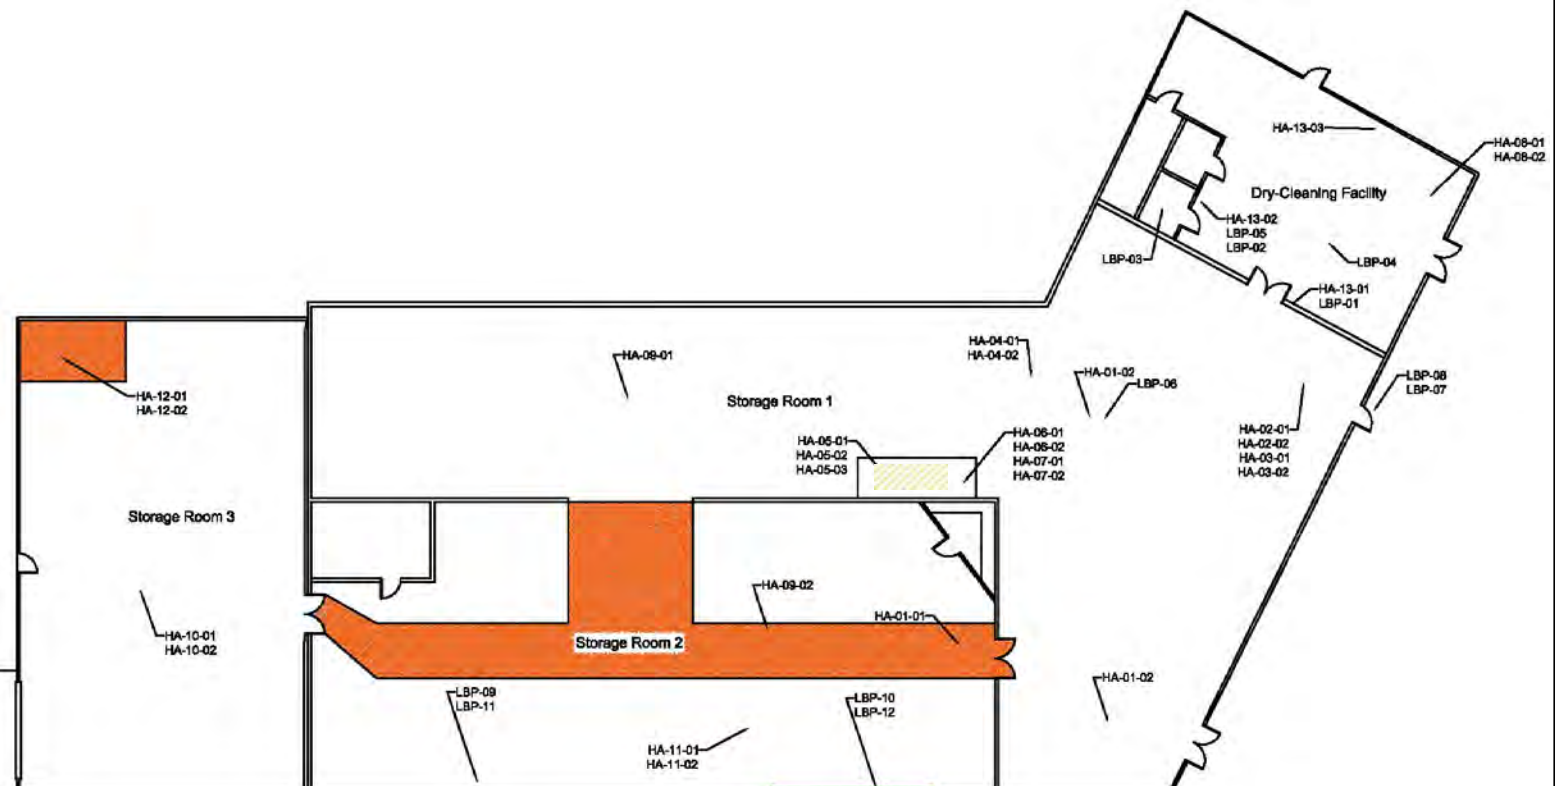 HA-13-03
HA-08-01
HA-08-02
Dry-Cleaning Facility
HA-13-02
LBP-05
LBP-02
LBP-03
LBP-04
HA-13-01
LBP-01
HA-09-01
HA-04-01
HA-04-02
HA-01-02
LBP-06
LBP-08
LBP-07
HA-12-01
HA-12-02
Storage Room 1
HA-05-01
HA-05-02
HA-05-03
HA-06-01
HA-06-02
HA-07-01
HA-07-02
HA-02-01
HA-02-02
HA-03-01
HA-03-02
Storage Room 3
HA-09-02
HA-01-01
HA-10-01
HA-10-02
Storage Room 2
HA-01-02
LBP-09
LBP-11
LBP-10
LBP-12
HA-11-01
HA-11-02